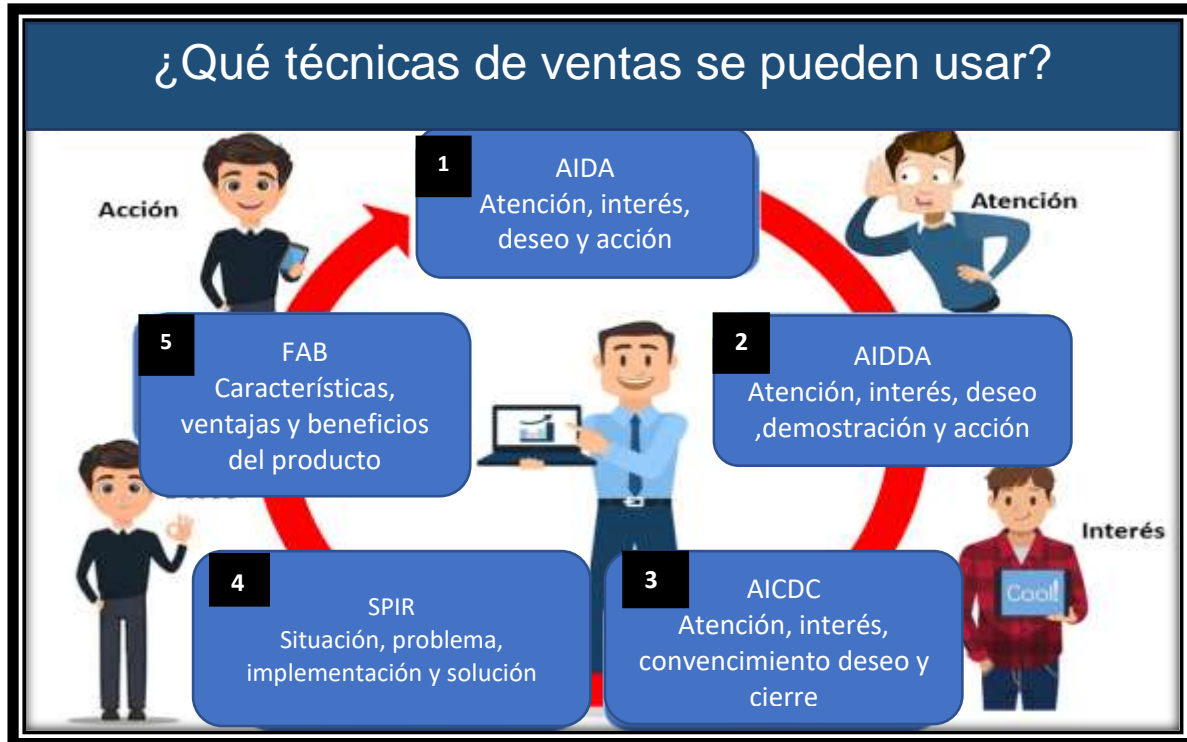 ¿Qué técnicas de ventas se pueden usar?
1
AIDA
Atención, interés,
deseo y acción
Acción
Atención
5
FAB
Características,
ventajas y beneficios
del producto
2
AIDDA
Atención, interés, deseo
,demostración y acción
Interés
Cool!
4
SPIR
Situación, problema,
implementación y solución
3
AICDC
Atención, interés,
convencimiento deseo y
cierre